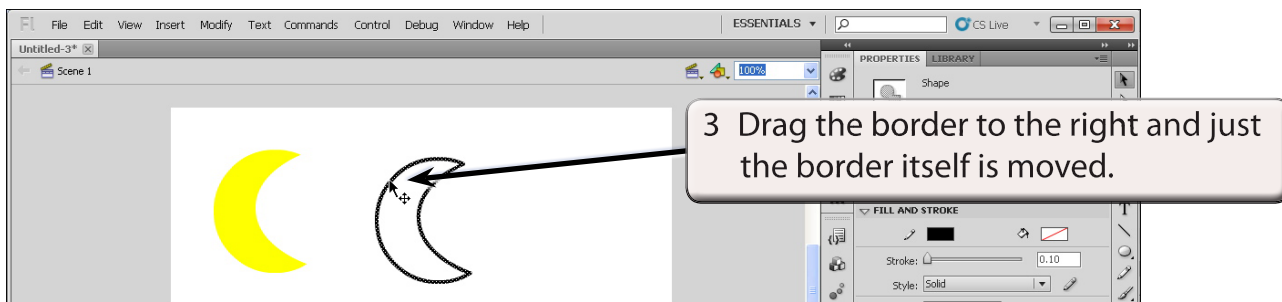 Fl File Edit View Insert Modify Text Commands Control Debug Window Help ESSENTIALS CS Live
Untitled-3*
Scene 1
100%
PROPERTIES LIBRARY
Shape
3 Drag the border to the right and just
the border itself is moved.
FILL AND STROKE
Stroke: 0.10
Style: Solid